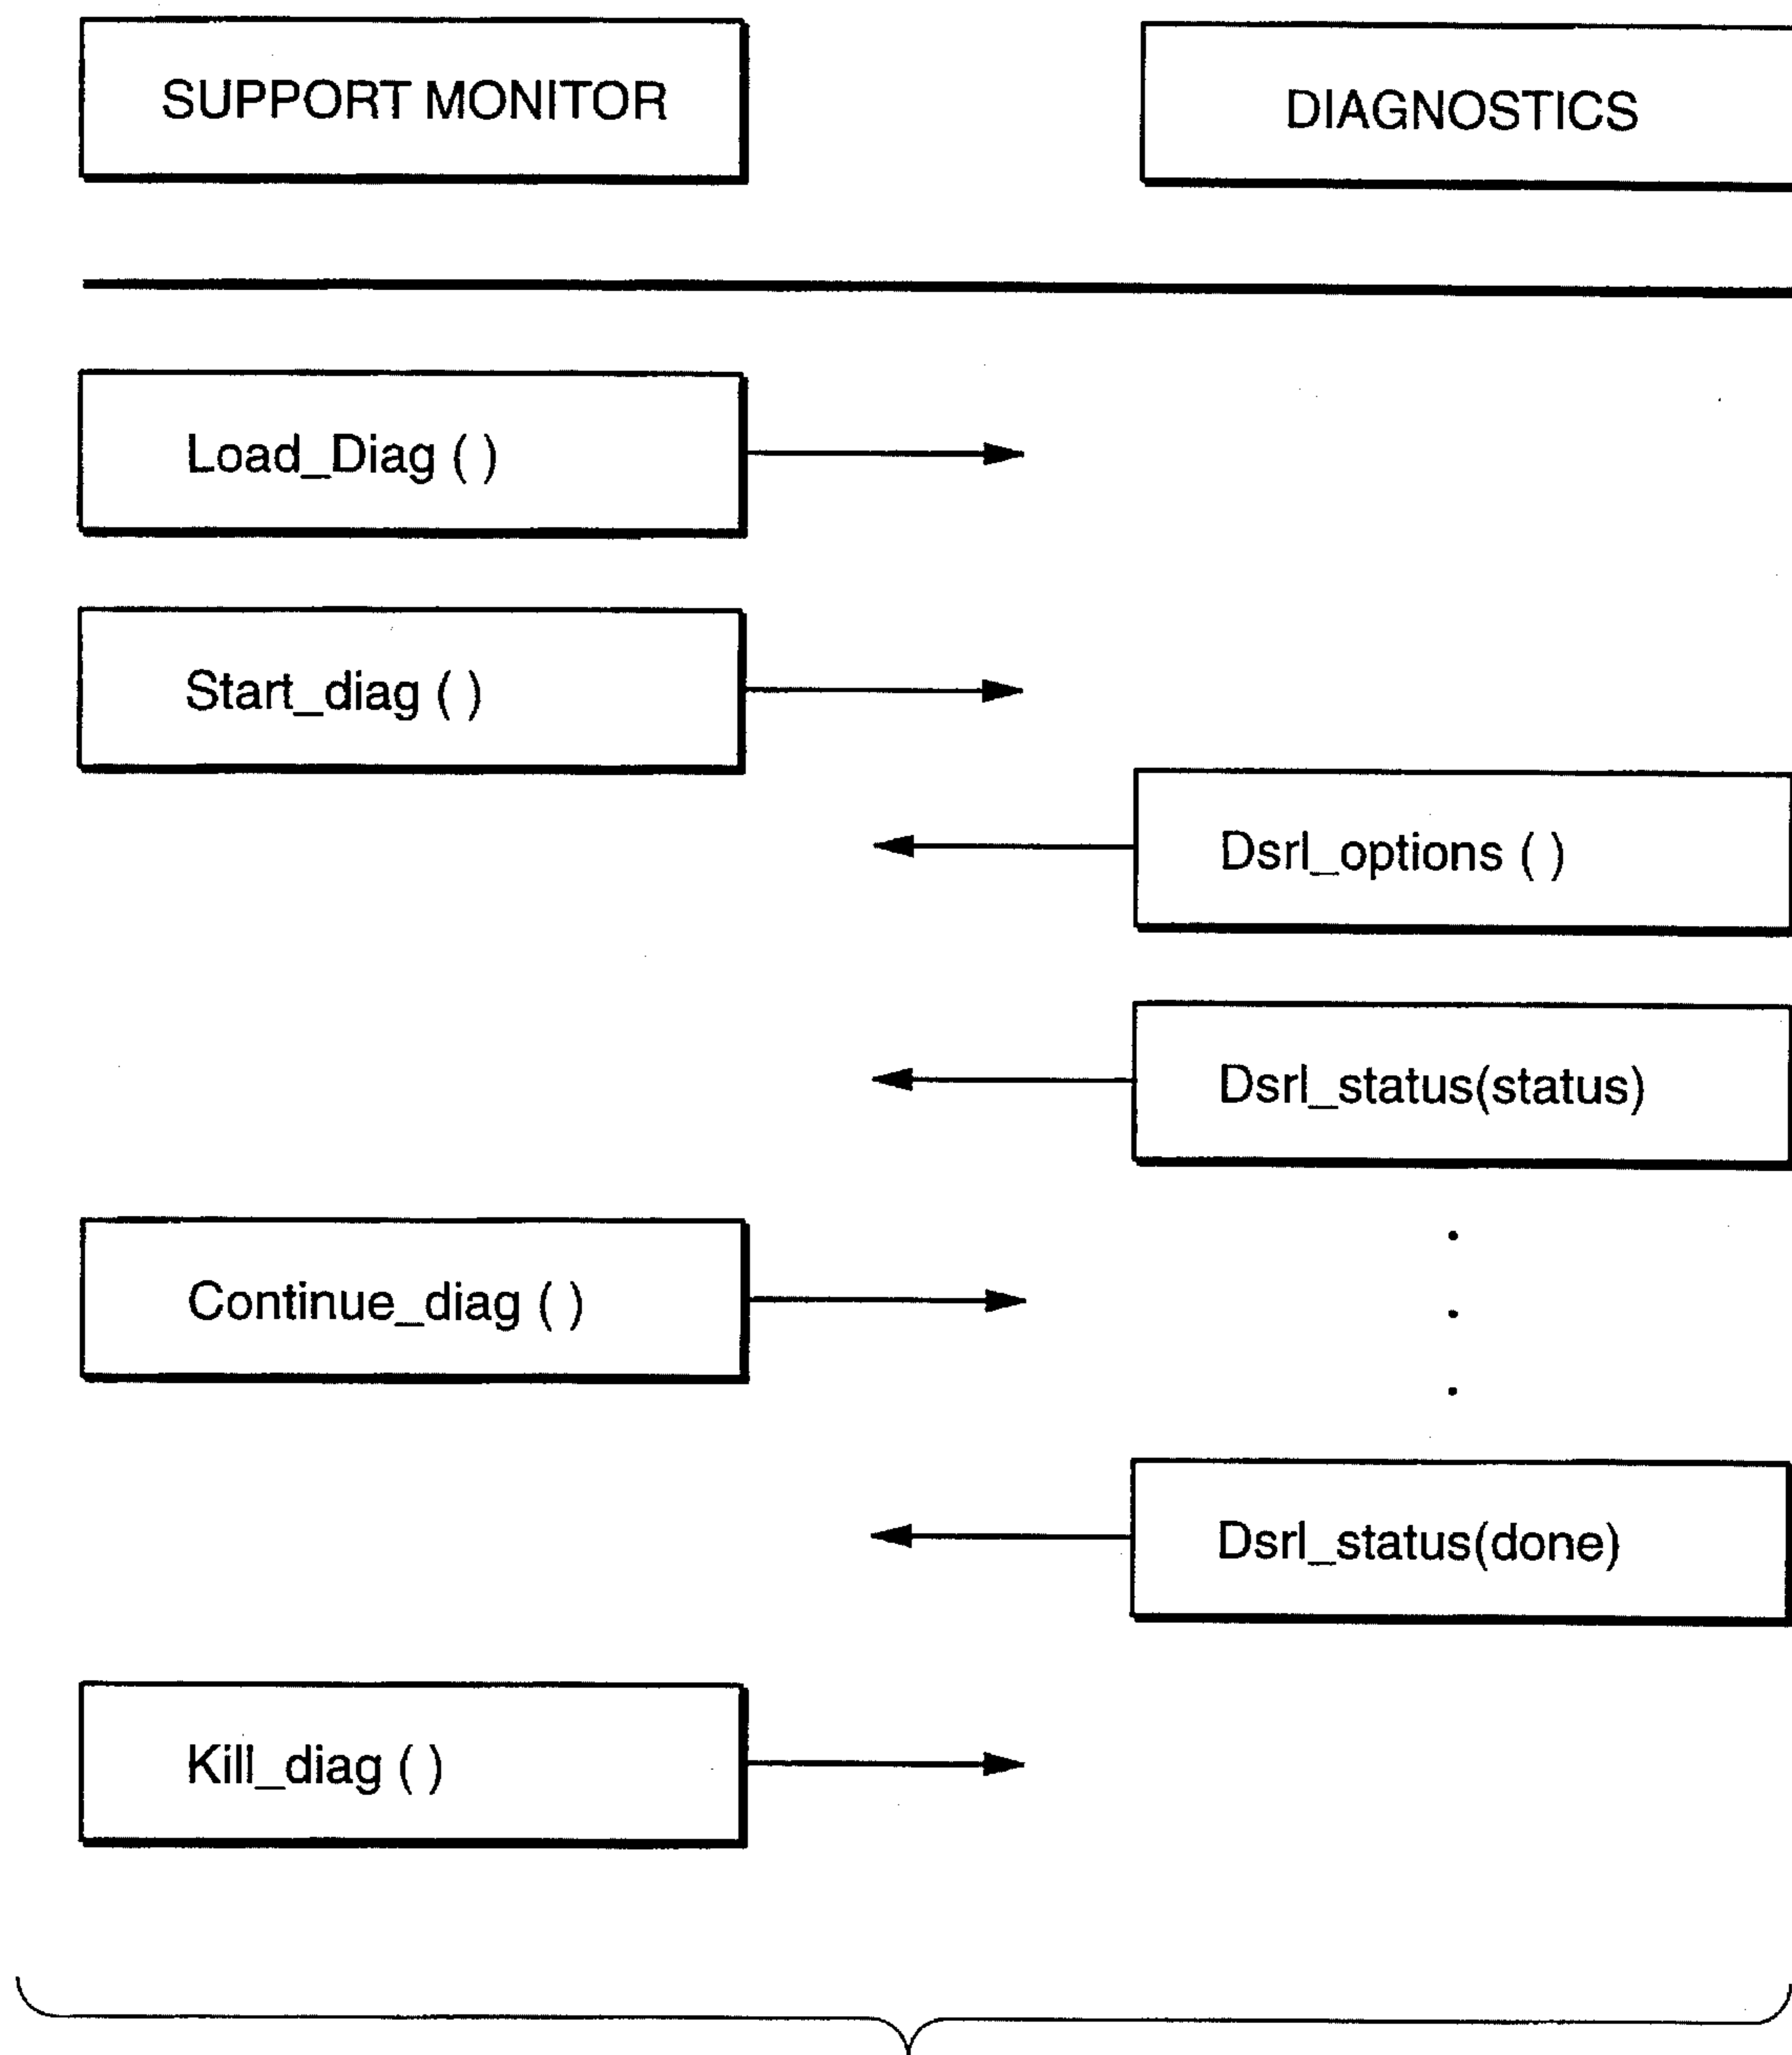 SUPPORT MONITOR
DIAGNOSTICS
Load_Diag ( )
Start_diag ( )
Dsrl_options ( )
Dsrl_status(status)
Continue_diag ( )
Dsrl_status(done)
Kill_diag ( )